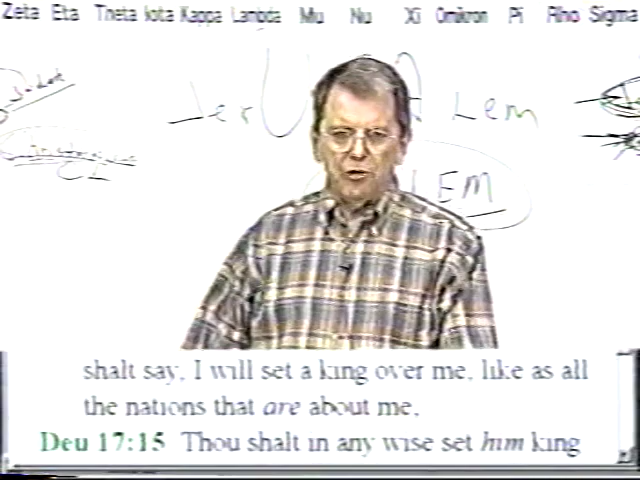 Zeta Eta Theta Iota Kappa Lambda Mu Nu Xi Omikron Pi Rho Sigma
JerUSALem
LEM
shalt say, I will set a king over me, like as all
the nations that are about me,
Deu 17:15 Thou shalt in any wise set him king